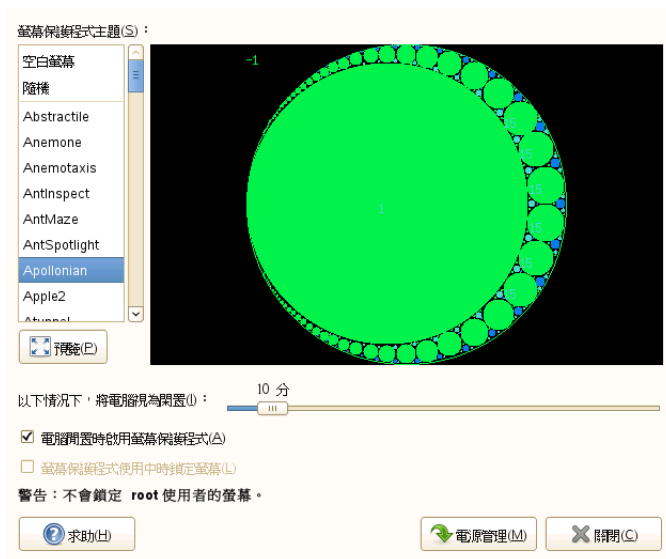 螢幕保護程式主題(S)：
空白螢幕
隨機
Abstractile
Anemone
Anemotaxis
AntInspect
AntMaze
AntSpotlight
Apollonian
Apple2
Atunnel
-1
1
15
15
15
15
15
預覽(P)
以下情況下，將電腦視為閒置(I)：
10 分
電腦閒置時啟用螢幕保護程式(A)
螢幕保護程式使用中時鎖定螢幕(L)
警告：不會鎖定 root 使用者的螢幕。
求助(H)
電源管理(M)
關閉(C)